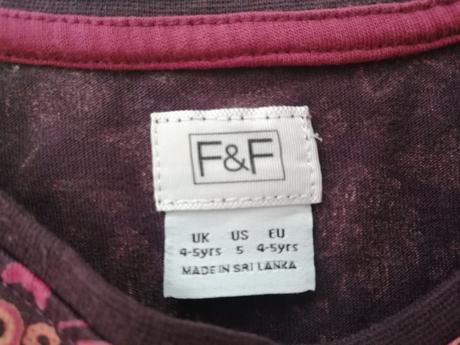 F&F
UK US EU
4-5yrs 5 4-5yrs
MADE IN SRI LANKA